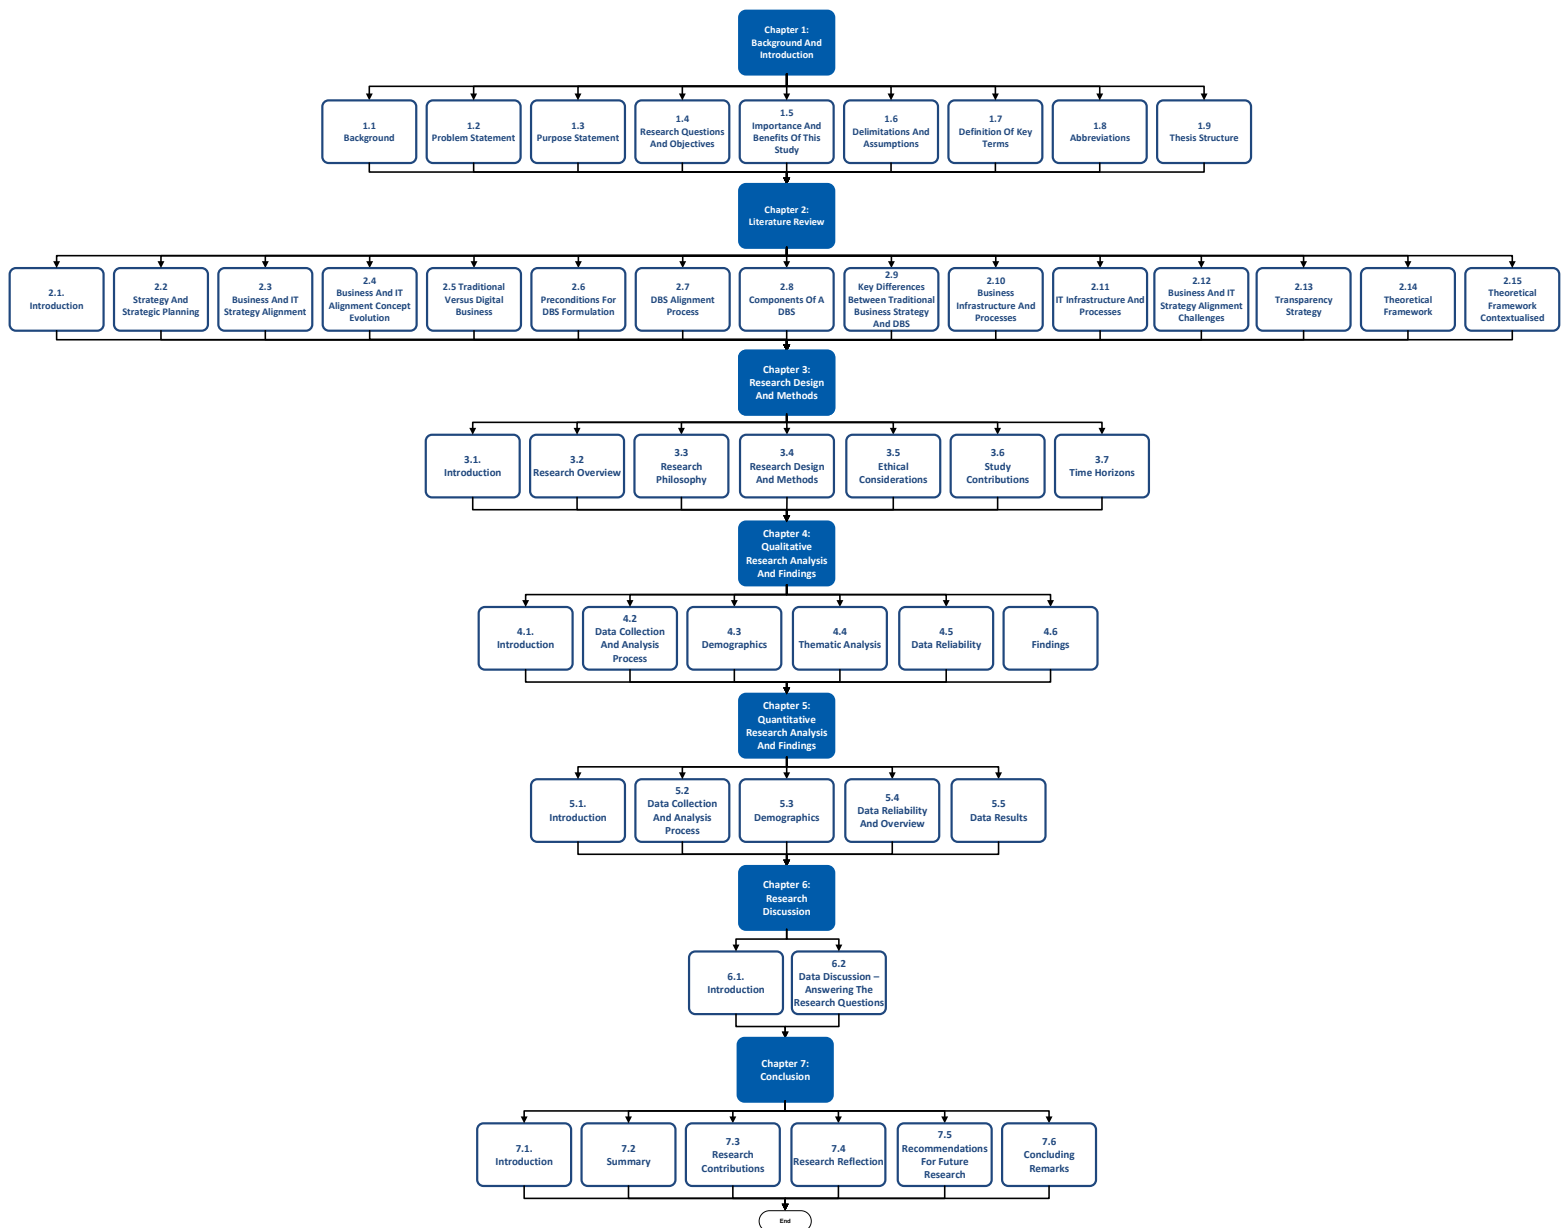 Chapter 1:
Background And
Introduction
1.1
Background
1.2
Problem Statement
1.3
Purpose Statement
1.4
Research Questions
And Objectives
1.5
Importance And
Benefits Of This
Study
1.6
Delimitations And
Assumptions
1.7
Definition Of Key
Terms
1.8
Abbreviations
1.9
Thesis Structure
Chapter 2:
Literature Review
2.1.
Introduction
2.2
Strategy And
Strategic Planning
2.3
Business And IT
Strategy Alignment
2.4
Business And IT
Alignment Concept
Evolution
2.5 Traditional
Versus Digital
Business
2.6
Preconditions For
DBS Formulation
2.7
DBS Alignment
Process
2.8
Components Of A
DBS
2.9
Key Differences
Between Traditional
Business Strategy
And DBS
2.10
Business
Infrastructure And
Processes
2.11
IT Infrastructure And
Processes
2.12
Business And IT
Strategy Alignment
Challenges
2.13
Transparency
Strategy
2.14
Theoretical
Framework
2.15
Theoretical
Framework
Contextualised
Chapter 3:
Research Design
And Methods
3.1.
Introduction
3.2
Research Overview
3.3
Research
Philosophy
3.4
Research Design
And Methods
3.5
Ethical
Considerations
3.6
Study
Contributions
3.7
Time Horizons
Chapter 4:
Qualitative
Research Analysis
And Findings
4.1.
Introduction
4.2
Data Collection
And Analysis
Process
4.3
Demographics
4.4
Thematic Analysis
4.5
Data Reliability
4.6
Findings
Chapter 5:
Quantitative
Research Analysis
And Findings
5.1.
Introduction
5.2
Data Collection
And Analysis
Process
5.3
Demographics
5.4
Data Reliability
And Overview
5.5
Data Results
Chapter 6:
Research
Discussion
6.1.
Introduction
6.2
Data Discussion –
Answering The
Research Questions
Chapter 7:
Conclusion
7.1.
Introduction
7.2
Summary
7.3
Research
Contributions
7.4
Research Reflection
7.5
Recommendations
For Future
Research
7.6
Concluding
Remarks
End